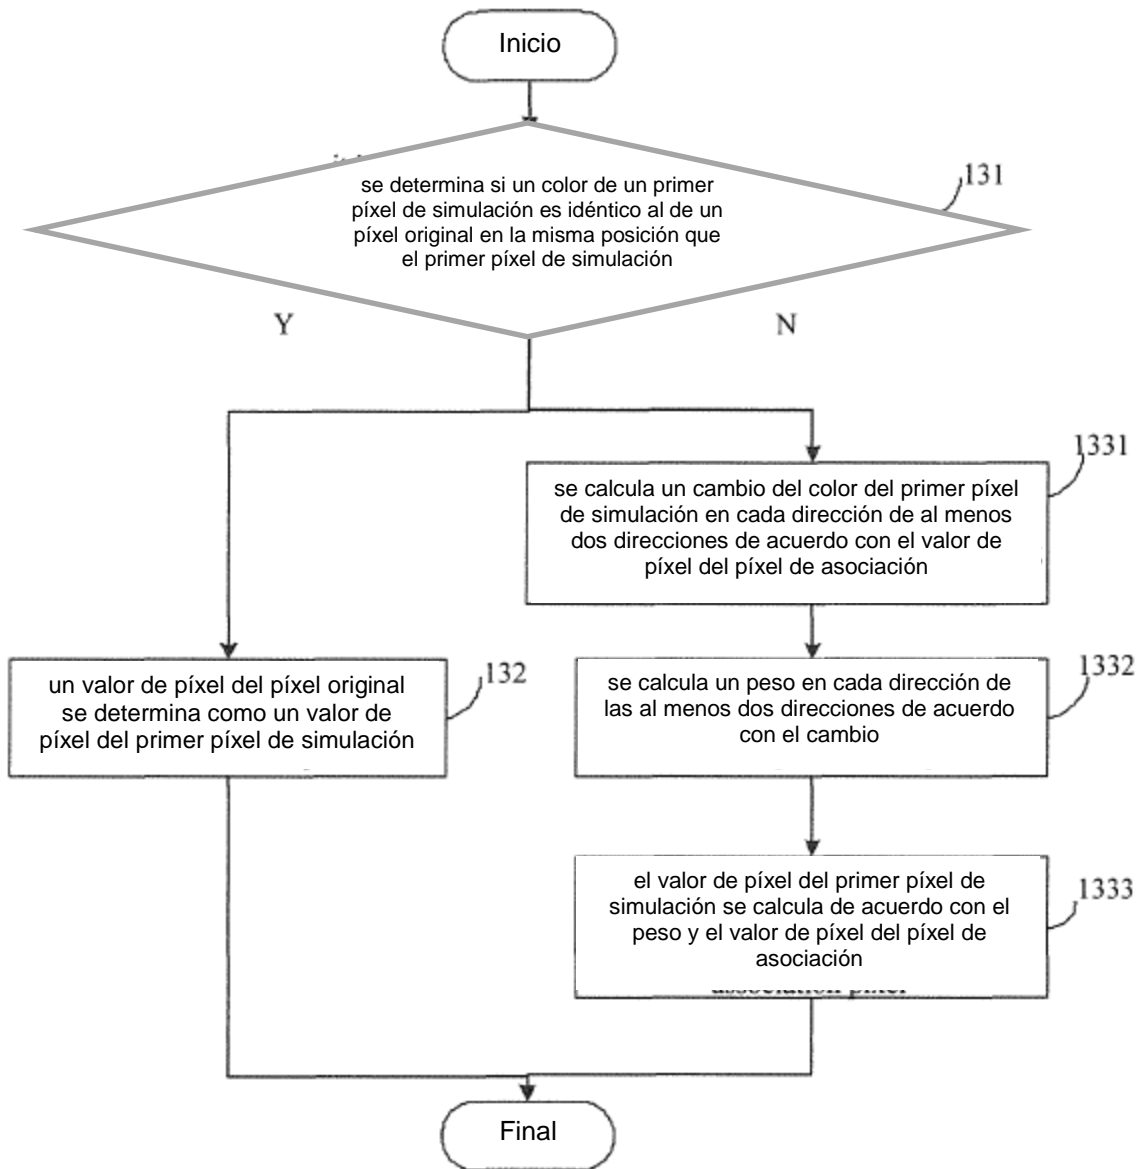 Inicio
se determina si un color de un primer
píxel de simulación es idéntico al de un
píxel original en la misma posición que
el primer píxel de simulación
131
Y
N
1331
se calcula un cambio del color del primer píxel
de simulación en cada dirección de al menos
dos direcciones de acuerdo con el valor de
píxel del píxel de asociación
132
un valor de píxel del píxel original
se determina como un valor de
píxel del primer píxel de simulación
1332
se calcula un peso en cada dirección de
las al menos dos direcciones de acuerdo
con el cambio
1333
el valor de píxel del primer píxel de
simulación se calcula de acuerdo con el
peso y el valor de píxel del píxel de
asociación
Final